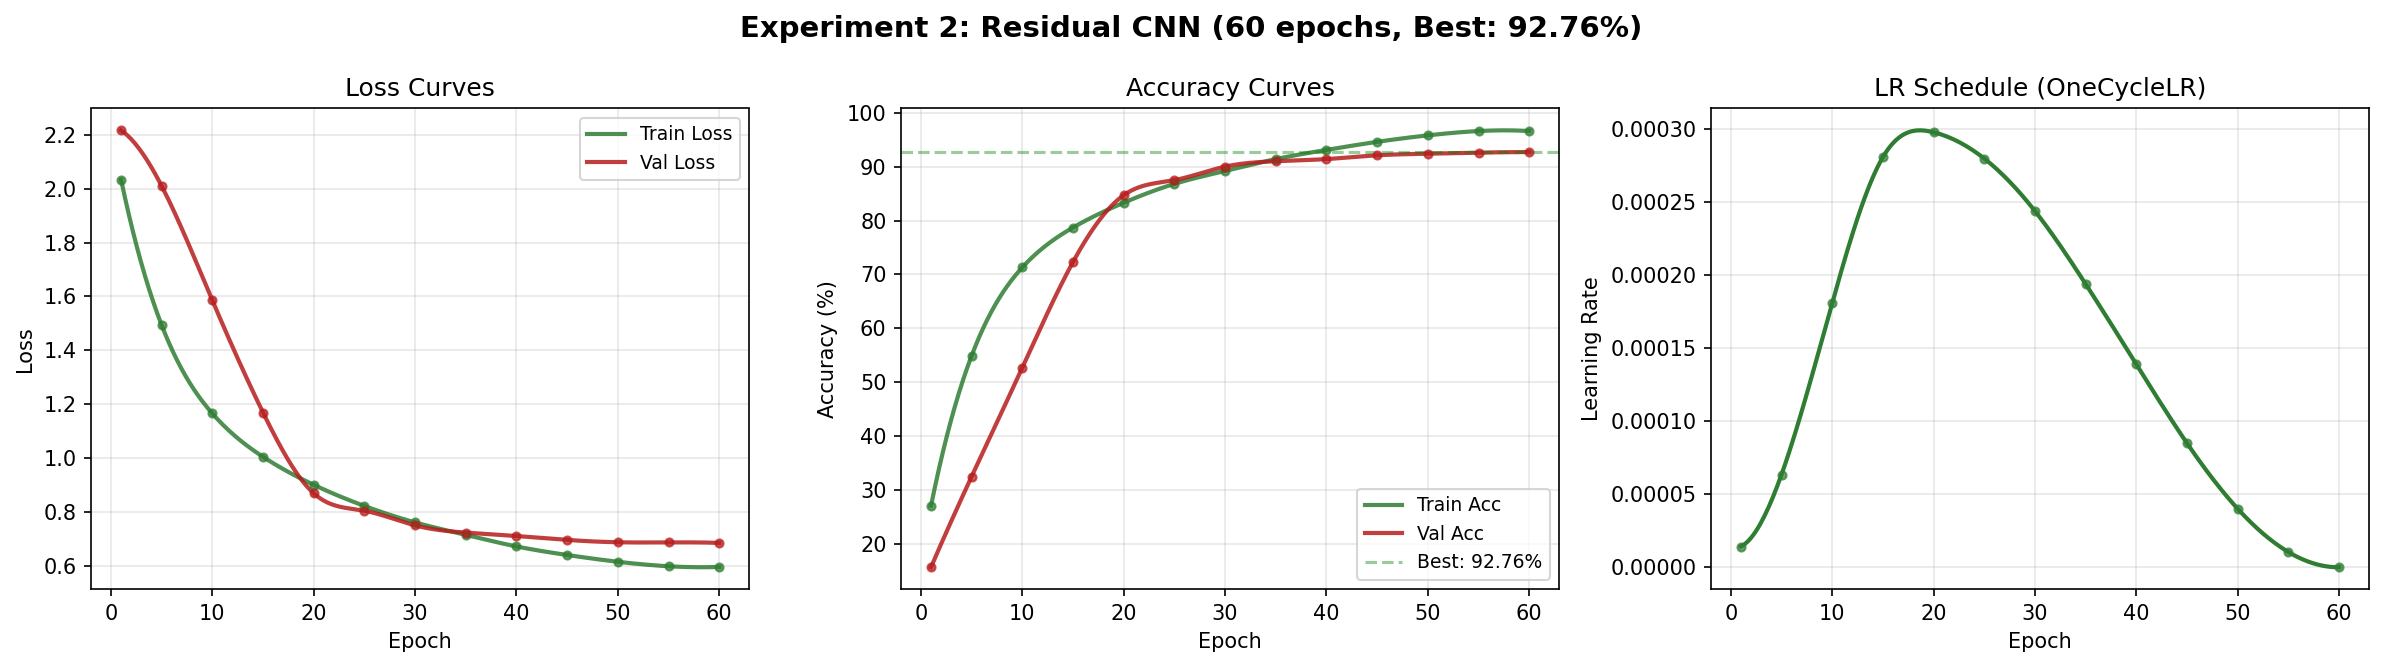 Experiment 2: Residual CNN (60 epochs, Best: 92.76%)
Loss Curves
Loss
2.2
2.0
1.8
1.6
1.4
1.2
1.0
0.8
0.6
Train Loss
Val Loss
0 10 20 30 40 50 60
Epoch
Accuracy Curves
Accuracy (%)
100
90
80
70
60
50
40
30
20
Train Acc
Val Acc
Best: 92.76%
0 10 20 30 40 50 60
Epoch
LR Schedule (OneCycleLR)
Learning Rate
0.00030
0.00025
0.00020
0.00015
0.00010
0.00005
0.00000
0 10 20 30 40 50 60
Epoch